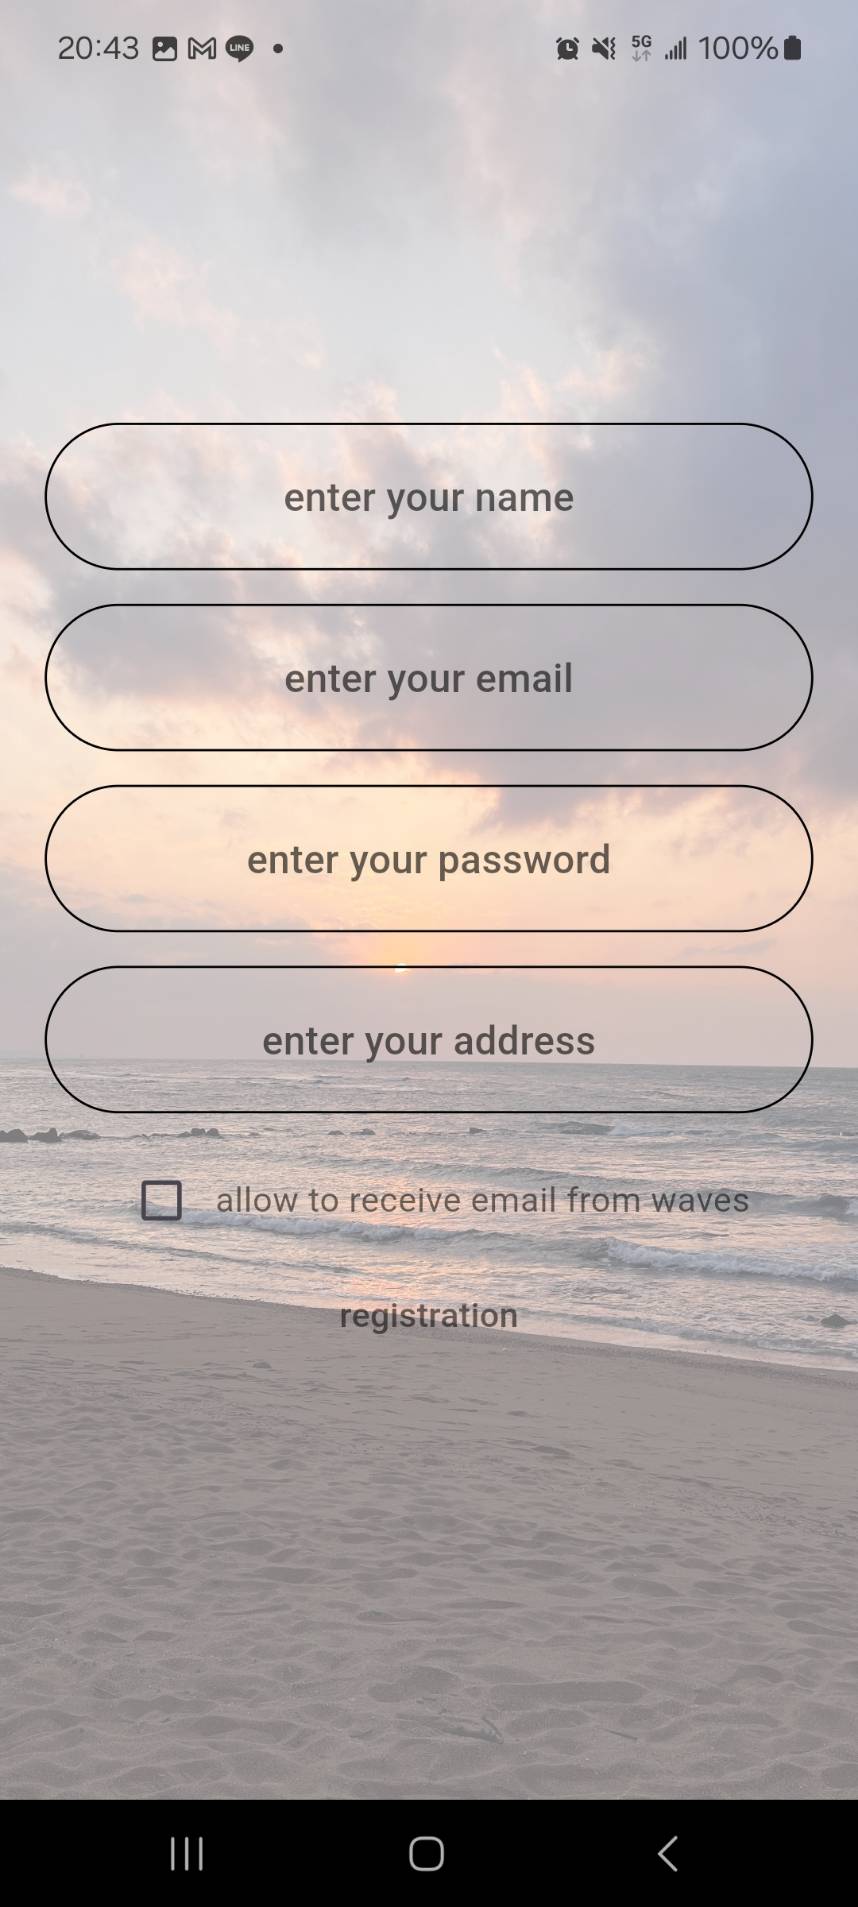 20:43 LINE 5G 100%
enter your name
enter your email
enter your password
enter your address
allow to receive email from waves
registration